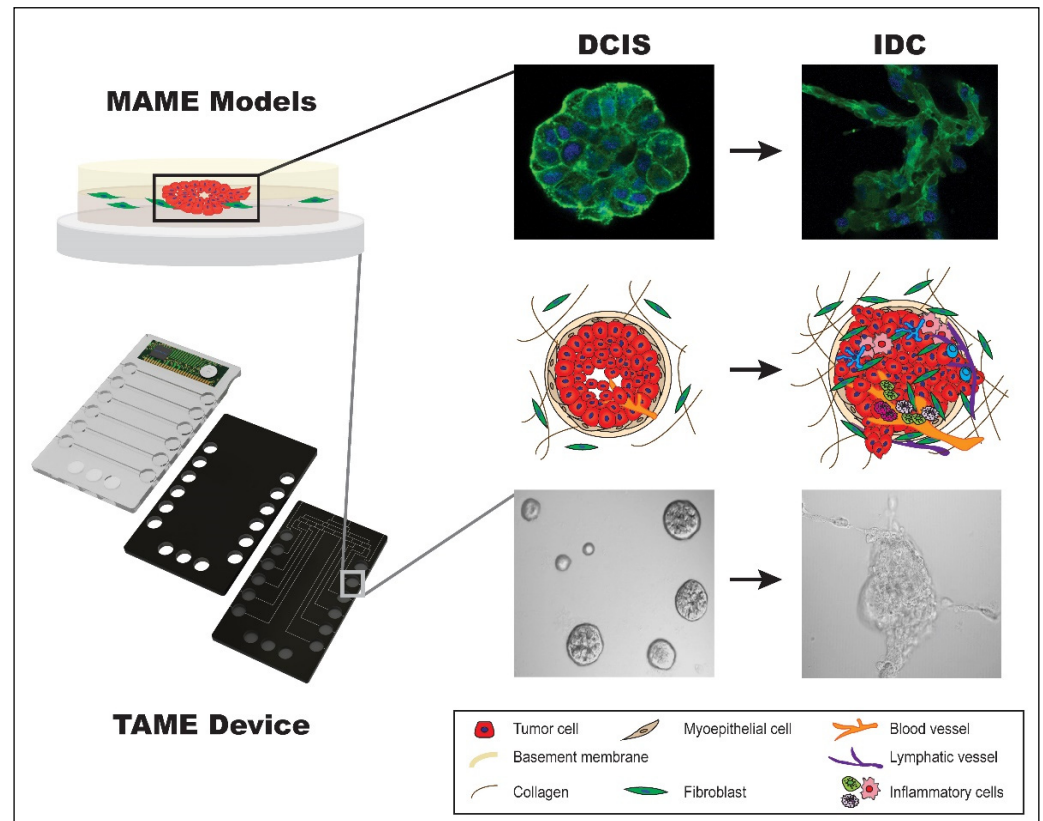 DCIS
IDC
MAME Models
TAME Device
Tumor cell
Myoepithelial cell
Blood vessel
Basement membrane
Lymphatic vessel
Collagen
Fibroblast
Inflammatory cells